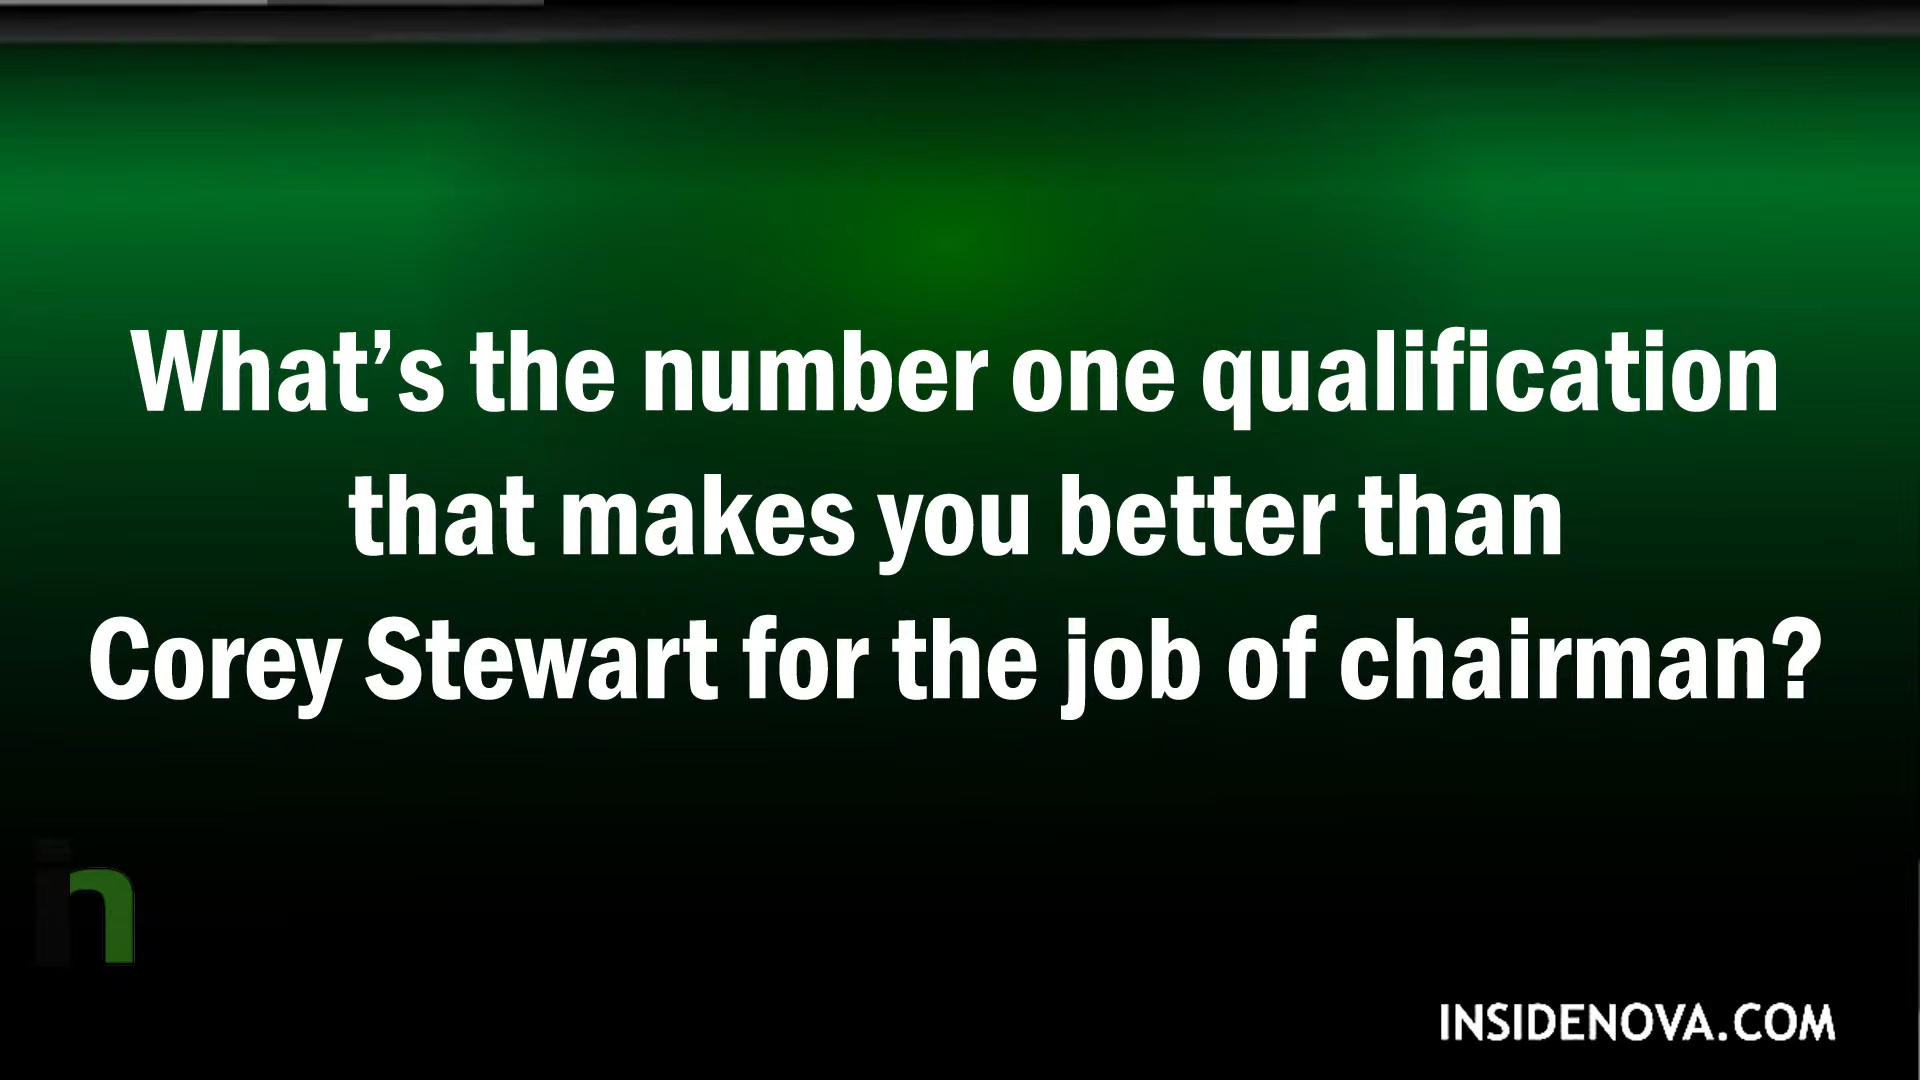 What’s the number one qualification
that makes you better than
Corey Stewart for the job of chairman?
in
INSIDENOVA.COM